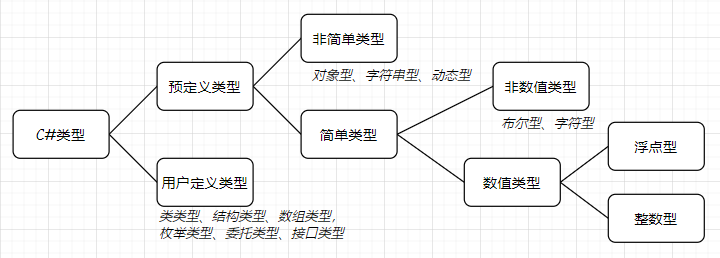 非简单类型
对象型、字符串型、动态型
预定义类型
非数值类型
布尔型、字符型
C#类型
简单类型
浮点型
用户定义类型
数值类型
类类型、结构类型、数组类型,
枚举类型、委托类型、接口类型
整数型